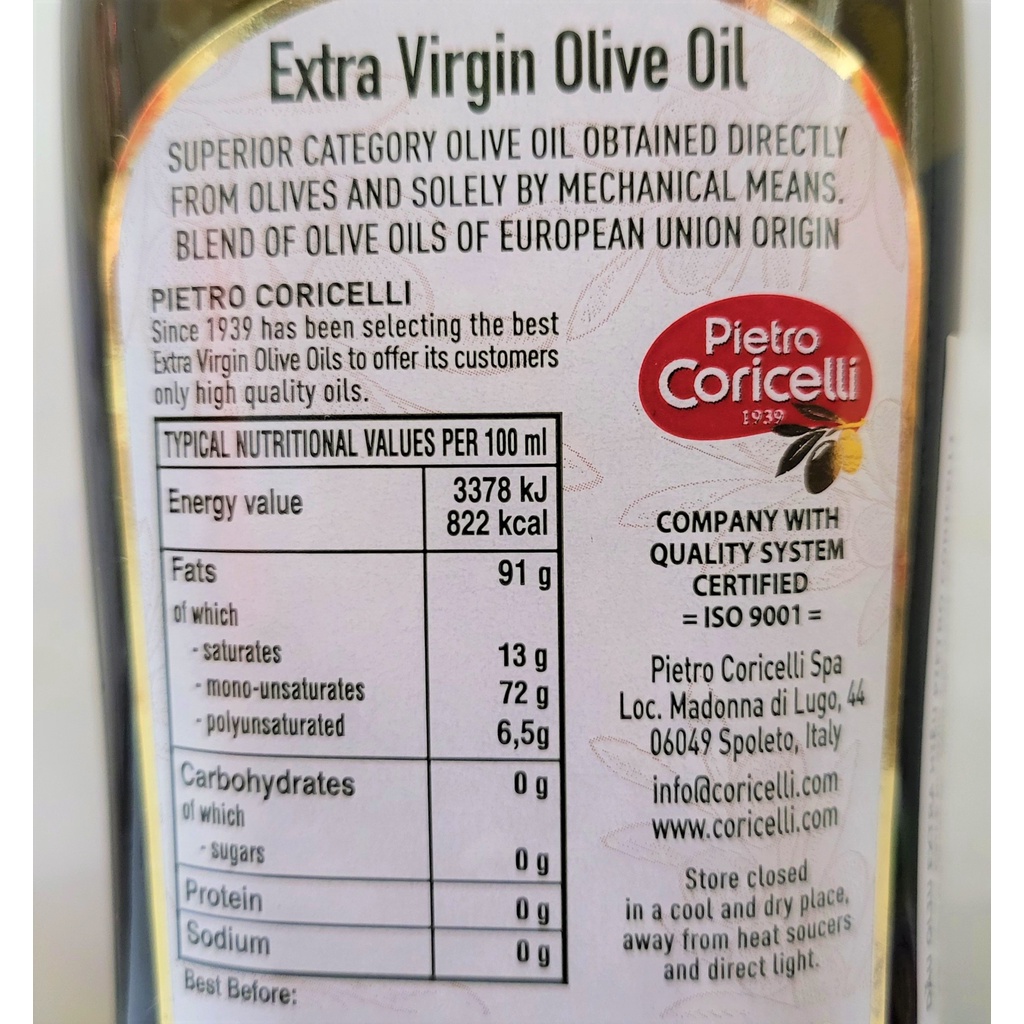 Extra Virgin Olive Oil
SUPERIOR CATEGORY OLIVE OIL OBTAINED DIRECTLY
FROM OLIVES AND SOLELY BY MECHANICAL MEANS.
BLEND OF OLIVE OILS OF EUROPEAN UNION ORIGIN
PIETRO CORICELLI
Since 1939 has been selecting the best
Extra Virgin Olive Oils to offer its customers
only high quality oils.
TYPICAL NUTRITIONAL VALUES PER 100 ml
Energy value 3378 kJ
822 kcal
Fats 91 g
of which
- saturates 13 g
- mono-unsaturates 72 g
- polyunsaturated 6,5g
Carbohydrates 0 g
of which
- sugars 0 g
Protein 0 g
Sodium 0 g
Best Before:
Pietro
Coricelli
1939
COMPANY WITH
QUALITY SYSTEM
CERTIFIED
= ISO 9001 =
Pietro Coricelli Spa
Loc. Madonna di Lugo, 44
06049 Spoleto, Italy
info@coricelli.com
www.coricelli.com
Store closed
in a cool and dry place,
away from heat soucers
and direct light.